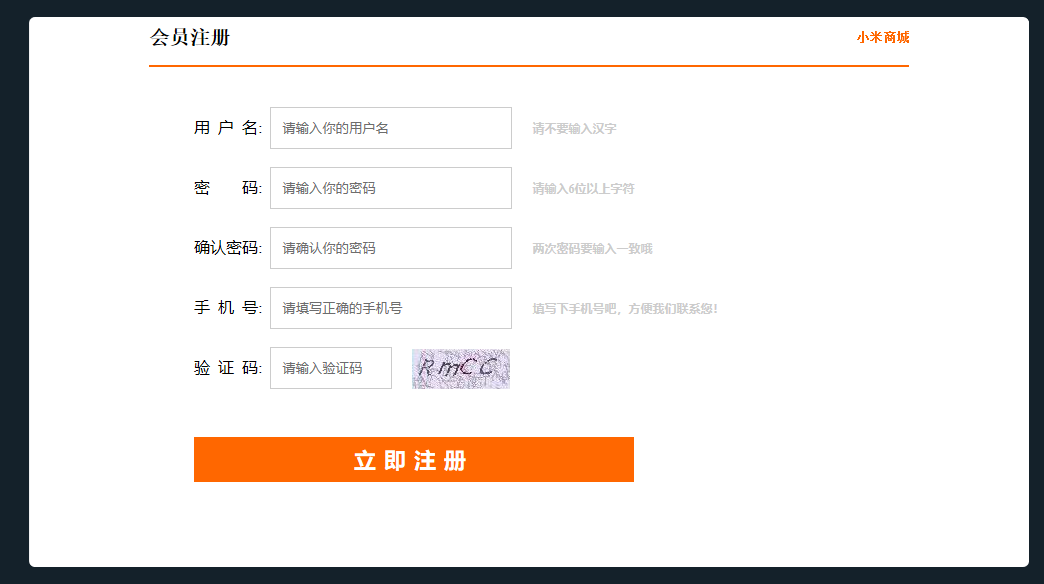 会员注册 小米商城
用 户 名: 请输入你的用户名 请不要输入汉字
密 码: 请输入你的密码 请输入6位以上字符
确认密码: 请确认你的密码 两次密码要输入一致哦
手 机 号: 请填写正确的手机号 填写下手机号吧，方便我们联系您！
验 证 码: 请输入验证码 RmCC
立 即 注 册